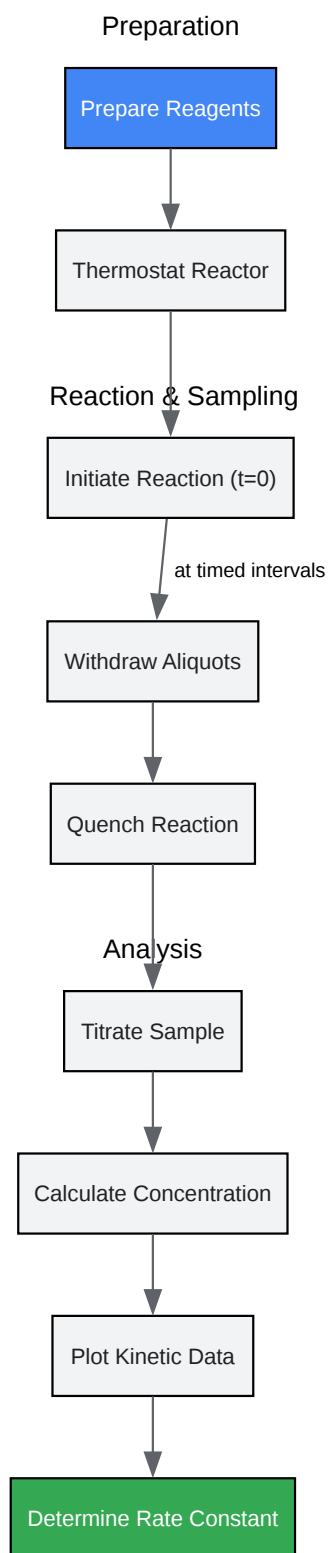 Preparation
Prepare Reagents
Thermostat Reactor
Reaction & Sampling
Initiate Reaction (t=0)
at timed intervals
Withdraw Aliquots
Quench Reaction
Analysis
Titrate Sample
Calculate Concentration
Plot Kinetic Data
Determine Rate Constant